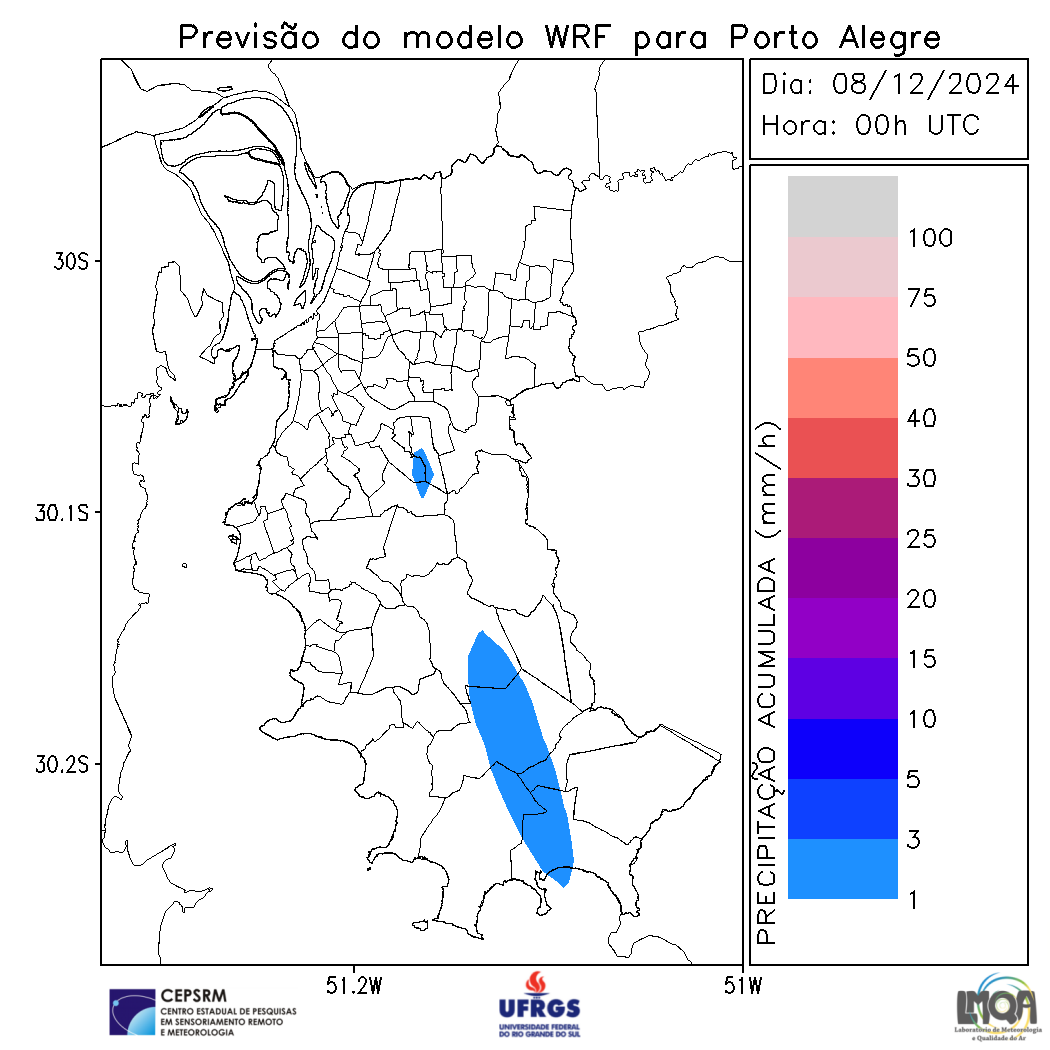 Previsão do modelo WRF para Porto Alegre
Dia: 08/12/2024
Hora: 00h UTC
30S
30.1S
30.2S
51.2W
51W
PRECIPITAÇÃO ACUMULADA (mm/h)
100
75
50
40
30
25
20
15
10
5
3
1
CEPSRM
CENTRO ESTADUAL DE PESQUISAS
EM SENSORIAMENTO REMOTO
E METEOROLOGIA
UFRGS
UNIVERSIDADE FEDERAL
DO RIO GRANDE DO SUL
LMQA
Laboratório de Meteorologia
e Qualidade do Ar